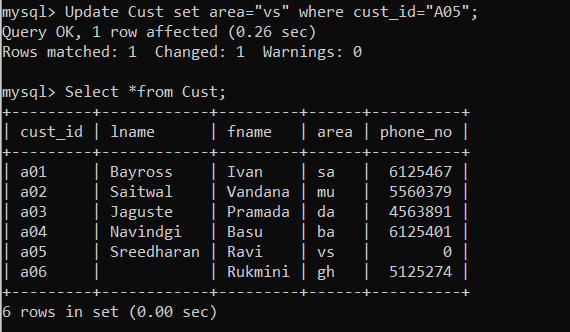 mysql> Update Cust set area="vs" where cust_id="A05";
Query OK, 1 row affected (0.26 sec)
Rows matched: 1  Changed: 1  Warnings: 0
mysql> Select *from Cust;
+---------+------------+---------+------+----------+
| cust_id | lname      | fname   | area | phone_no |
+---------+------------+---------+------+----------+
| a01     | Bayross    | Ivan    | sa   |  6125467 |
| a02     | Saitwal    | Vandana | mu   |  5560379 |
| a03     | Jaguste    | Pramada | da   |  4563891 |
| a04     | Navindgi   | Basu    | ba   |  6125401 |
| a05     | Sreedharan | Ravi    | vs   |        0 |
| a06     |            | Rukmini | gh   |  5125274 |
+---------+------------+---------+------+----------+
6 rows in set (0.00 sec)